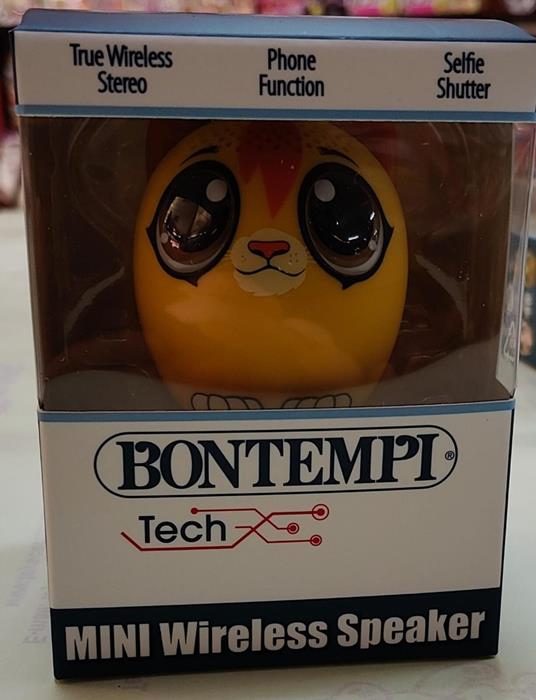 True Wireless
Stereo
Phone
Function
Selfie
Shutter
BONTEMPI®
Tech
MINI Wireless Speaker